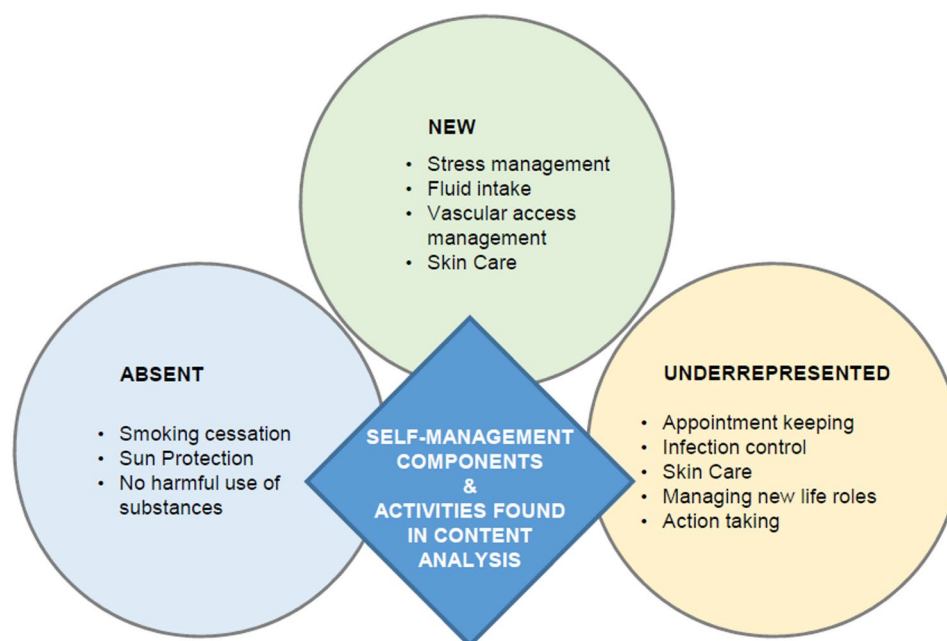 NEW
• Stress management
• Fluid intake
• Vascular access
management
• Skin Care
ABSENT
• Smoking cessation
• Sun Protection
• No harmful use of
substances
SELF-MANAGEMENT
COMPONENTS
&
ACTIVITIES FOUND
IN CONTENT
ANALYSIS
UNDERREPRESENTED
• Appointment keeping
• Infection control
• Skin Care
• Managing new life roles
• Action taking